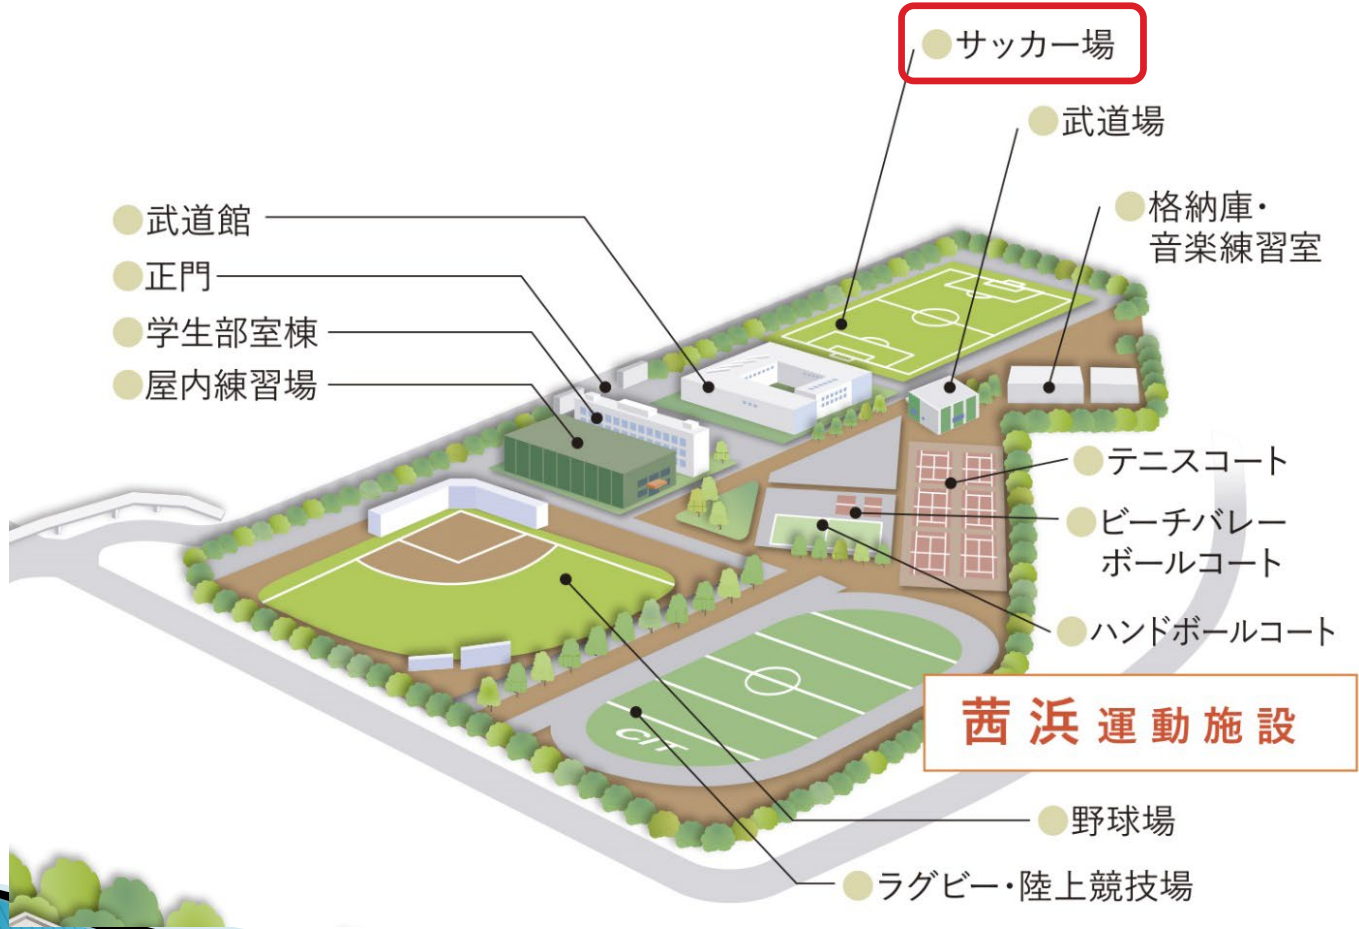 サッカー場
武道場
格納庫・
音楽練習室
武道館
正門
学生部室棟
屋内練習場
テニスコート
ビーチバレー
ボールコート
ハンドボールコート
茜浜運動施設
CIT
野球場
ラグビー・陸上競技場